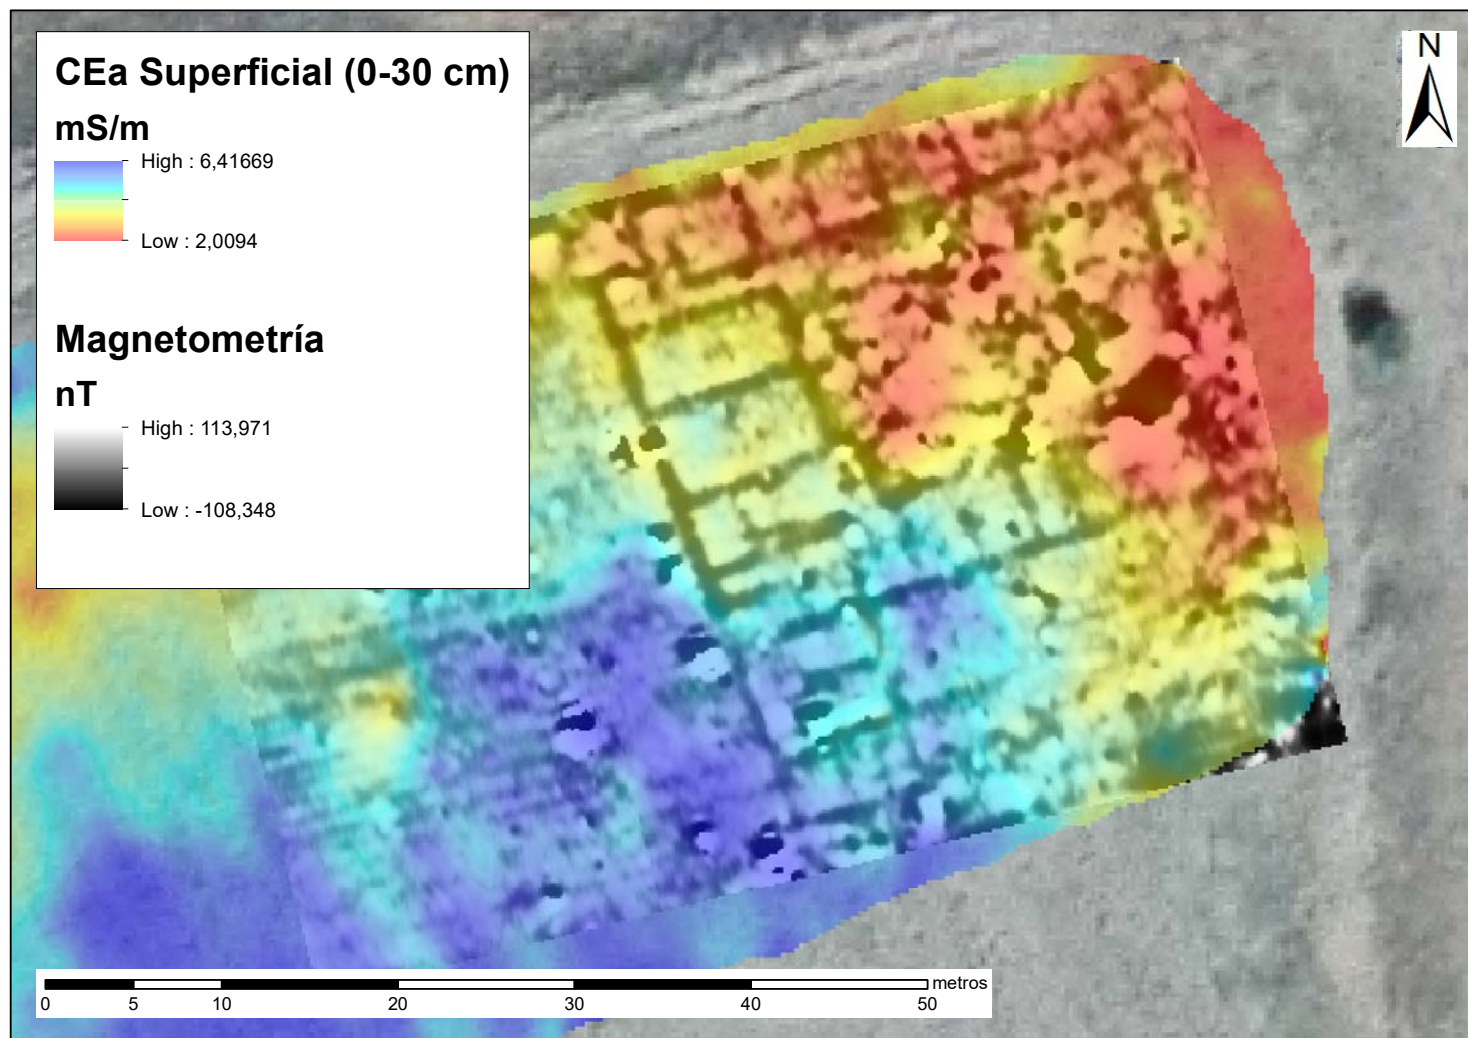 CEa Superficial (0-30 cm)
mS/m
High : 6,41669
Low : 2,0094
Magnetometría
nT
High : 113,971
Low : -108,348
N
metros
0 5 10 20 30 40 50